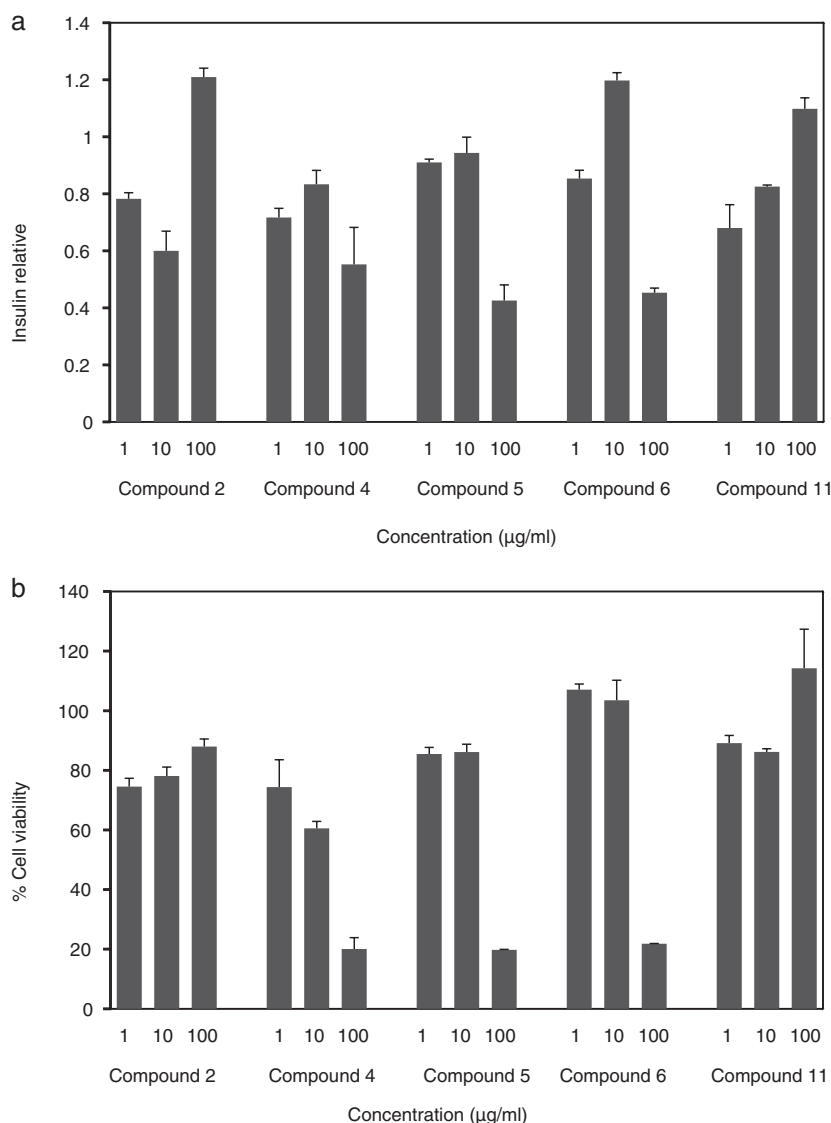 a
1.4
1.2
1
0.8
0.6
0.4
0.2
0
Insulin relative
1 10 100 1 10 100 1 10 100 1 10 100 1 10 100
Compound 2 Compound 4 Compound 5 Compound 6 Compound 11
Concentration (µg/ml)
b
140
120
100
80
60
40
20
0
% Cell viability
1 10 100 1 10 100 1 10 100 1 10 100 1 10 100
Compound 2 Compound 4 Compound 5 Compound 6 Compound 11
Concentration (µg/ml)